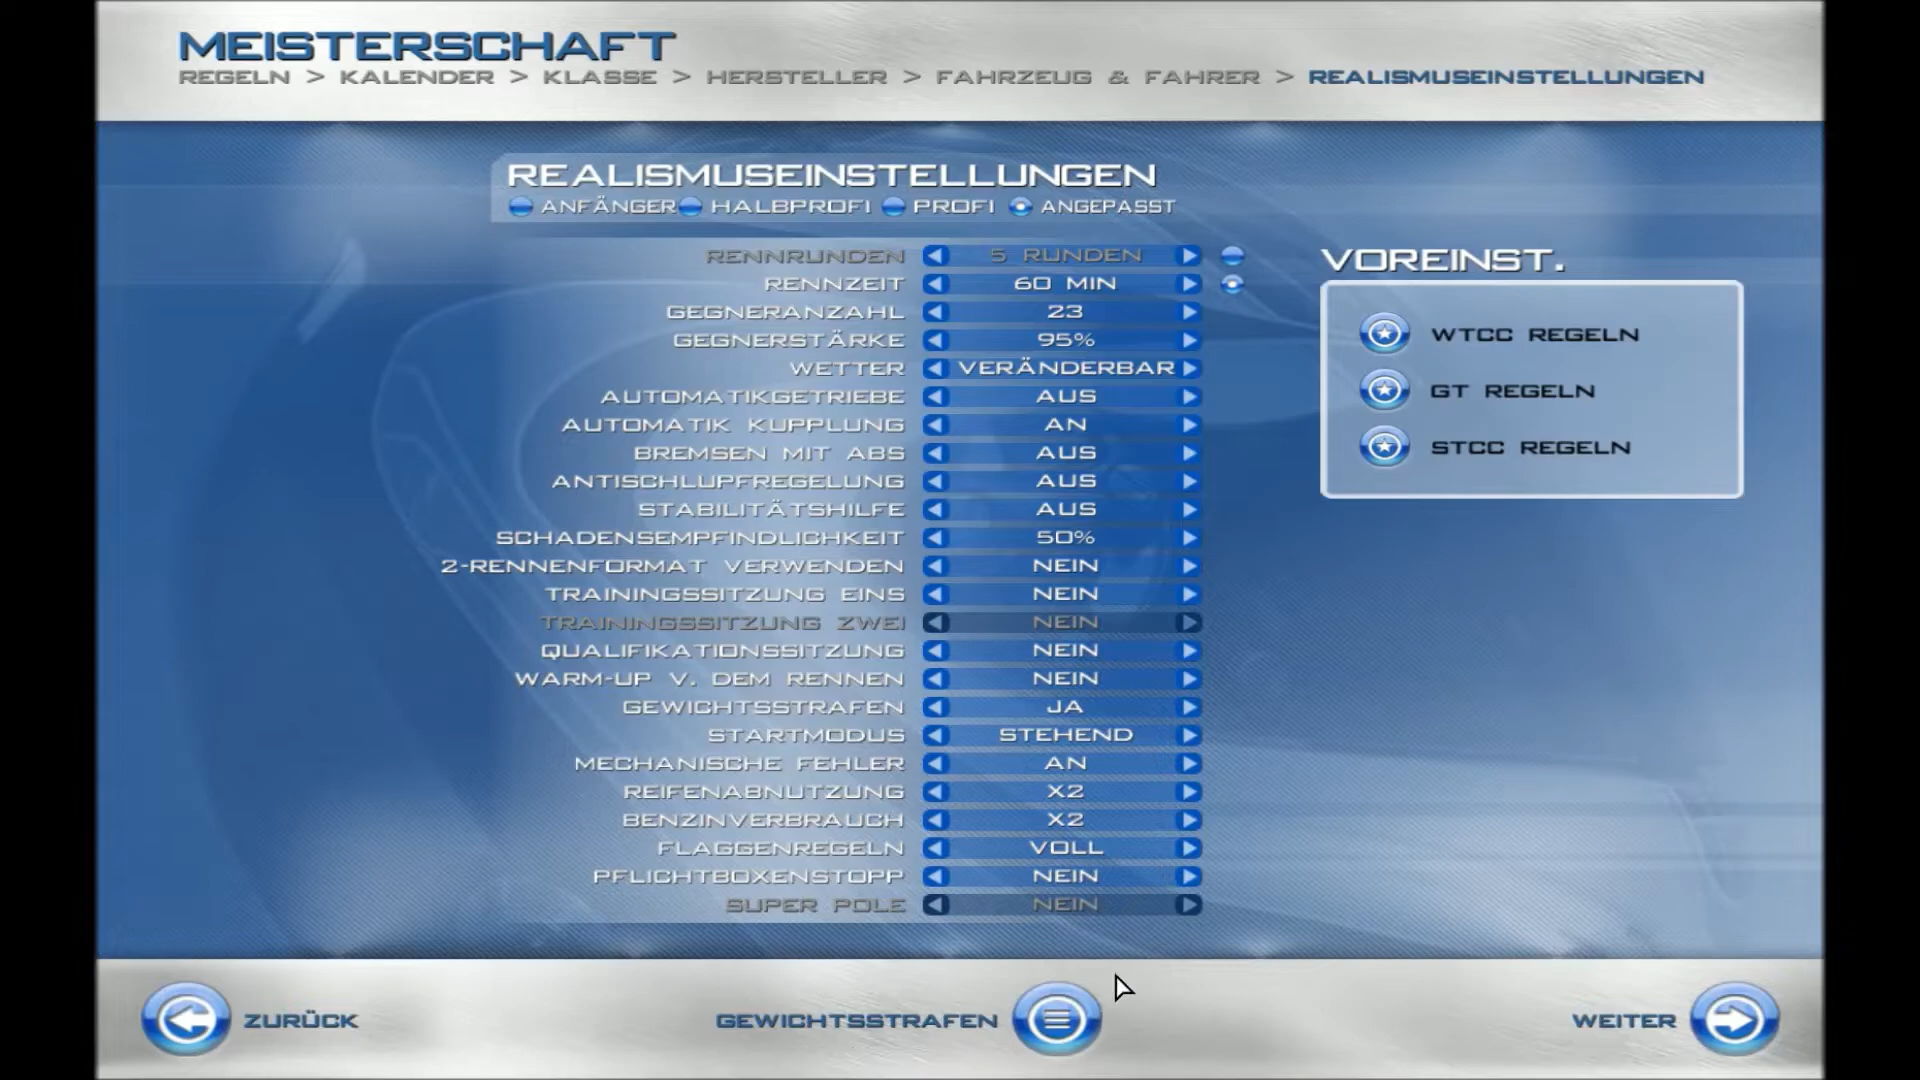 MEISTERSCHAFT
REGELN > KALENDER > KLASSE > HERSTELLER > FAHRZEUG & FAHRER > REALISMUSEINSTELLUNGEN
REALISMUSEINSTELLUNGEN
ANFÄNGER HALBPROFI PROFI ANGEPASST
RENNRUNDEN 5 RUNDEN
RENNZEIT 60 MIN
GEGNERANZAHL 23
GEGNERSTÄRKE 95%
WETTER VERÄNDERBAR
AUTOMATIKGETRIEBE AUS
AUTOMATIK KUPPLUNG AN
BREMSEN MIT ABS AUS
ANTISCHLUPFREGELUNG AUS
STABILITÄTSHILFE AUS
SCHADENSEMPFINDLICHKEIT 50%
2-RENNENFORMAT VERWENDEN NEIN
TRAININGSSITZUNG EINS NEIN
TRAININGSSITZUNG ZWEI NEIN
QUALIFIKATIONSSITZUNG NEIN
WARM-UP V. DEM RENNEN NEIN
GEWICHTSSTRAFEN JA
STARTMODUS STEHEND
MECHANISCHE FEHLER AN
REIFENABNUTZUNG X2
BENZINVERBRAUCH X2
FLAGGENREGELN VOLL
PFLICHTBOXENSTOPP NEIN
SUPER POLE NEIN
VOREINST.
WTCC REGELN
GT REGELN
STCC REGELN
ZURÜCK
GEWICHTSSTRAFEN
WEITER